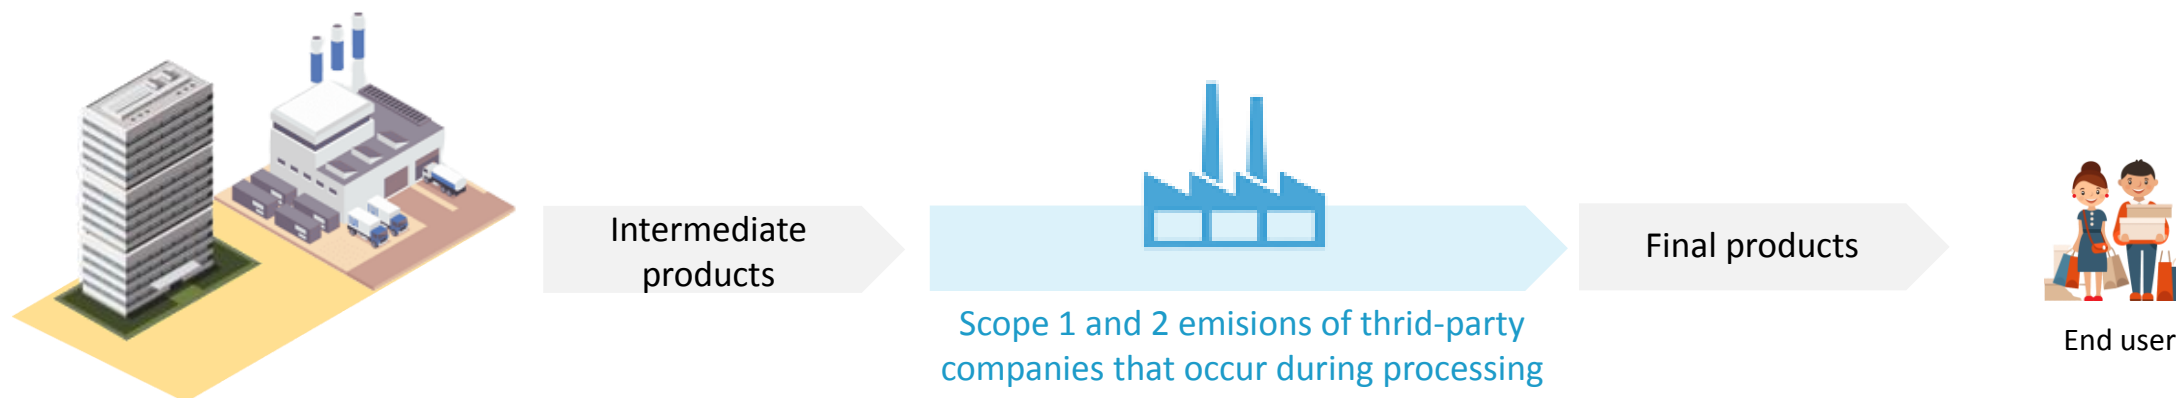 Intermediate
products
Scope 1 and 2 emisions of thrid-party
companies that occur during processing
Final products
End user